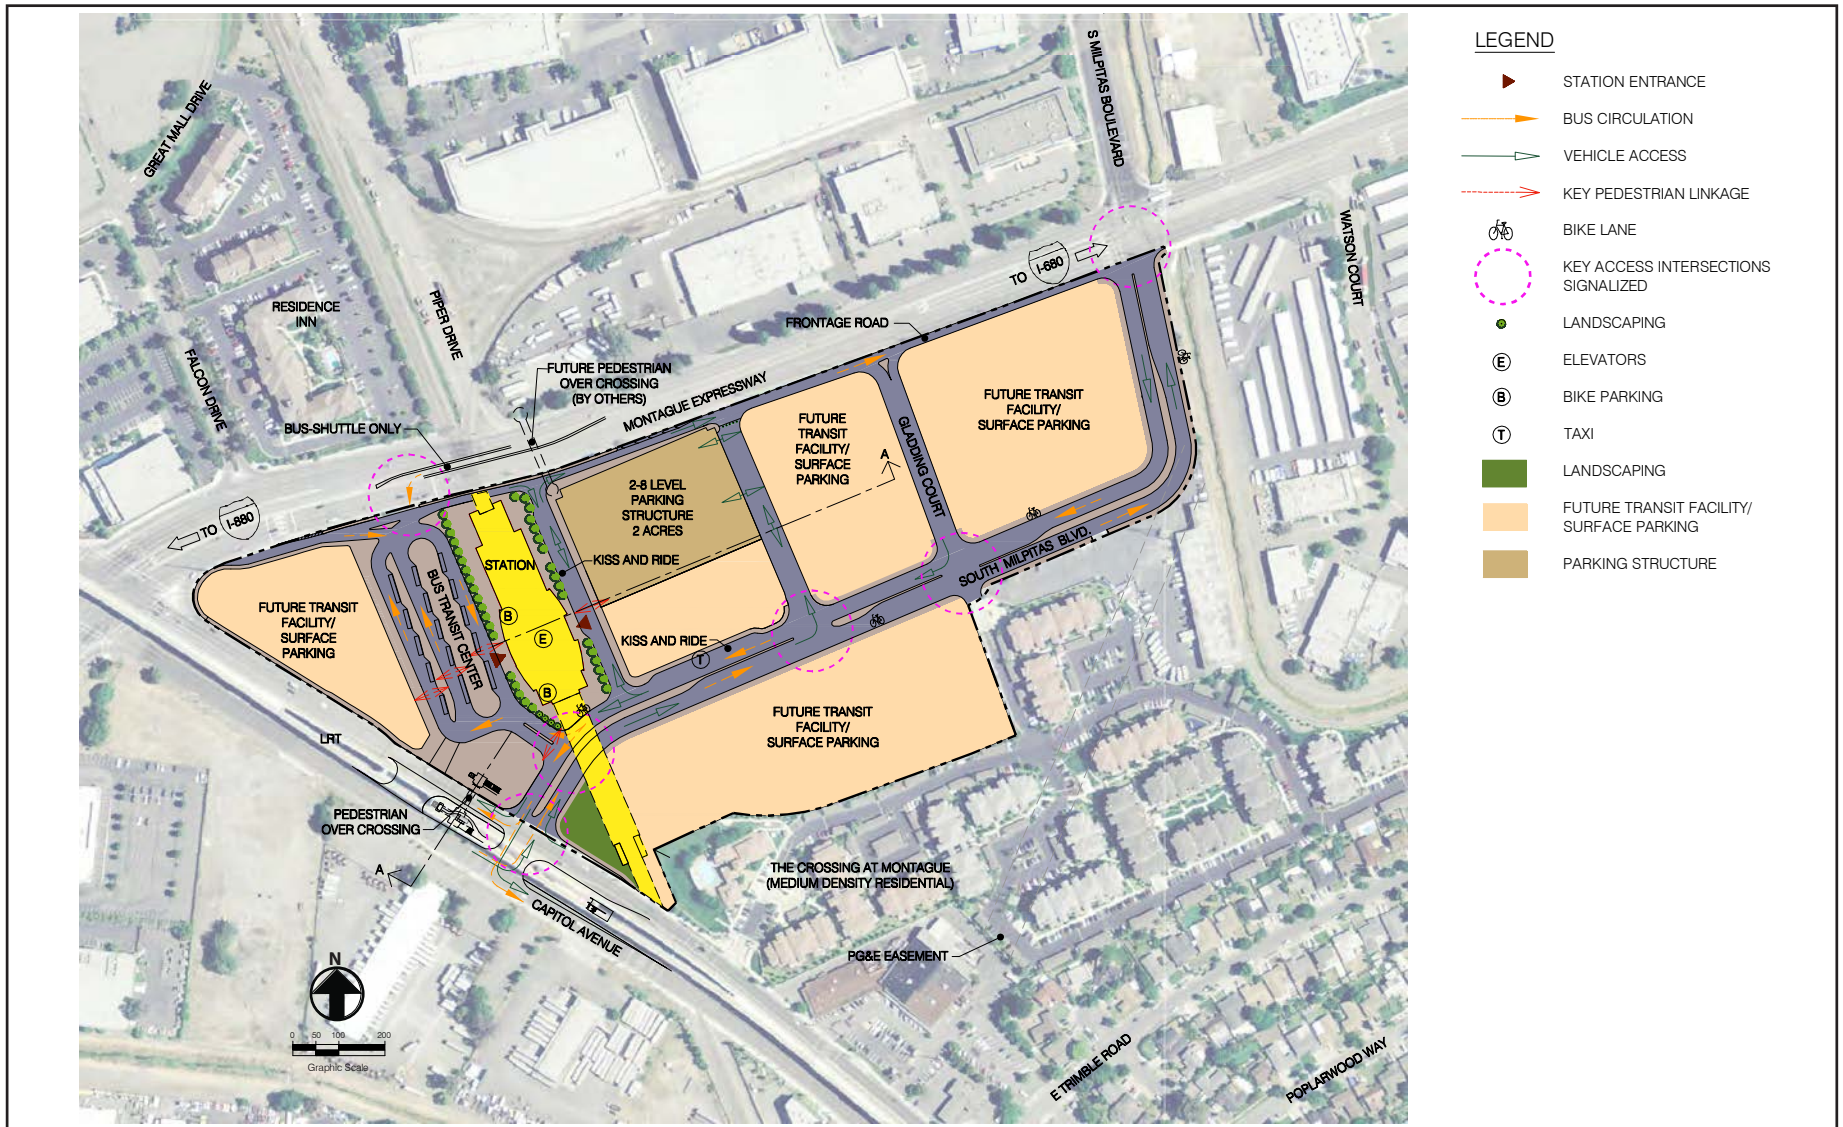 GREAT MALL DRIVE
S MILPITAS BOULEVARD
WATSON COURT
TO
I-680
RESIDENCE
INN
PIPER DRIVE
FALCON DRIVE
FRONTAGE ROAD
FUTURE PEDESTRIAN
OVER CROSSING
(BY OTHERS)
MONTAGUE EXPRESSWAY
BUS-SHUTTLE ONLY
TO
I-880
FUTURE TRANSIT
FACILITY/
SURFACE PARKING
FUTURE
TRANSIT
FACILITY/
SURFACE
PARKING
A
GLADDING COURT
2-8 LEVEL
PARKING
STRUCTURE
2 ACRES
KISS AND RIDE
STATION
BUS TRANSIT CENTER
B
E
B
FUTURE TRANSIT
FACILITY/
SURFACE
PARKING
KISS AND RIDE
T
SOUTH MILPITAS BLVD.
FUTURE TRANSIT
FACILITY/
SURFACE PARKING
LRT
PEDESTRIAN
OVER CROSSING
A
CAPITOL AVENUE
THE CROSSING AT MONTAGUE
(MEDIUM DENSITY RESIDENTIAL)
PG&E EASEMENT
E TRIMBLE ROAD
POPLARWOOD WAY
N
0 50 100 200
Graphic Scale
LEGEND
STATION ENTRANCE
BUS CIRCULATION
VEHICLE ACCESS
KEY PEDESTRIAN LINKAGE
BIKE LANE
KEY ACCESS INTERSECTIONS
SIGNALIZED
LANDSCAPING
E ELEVATORS
B BIKE PARKING
T TAXI
LANDSCAPING
FUTURE TRANSIT FACILITY/
SURFACE PARKING
PARKING STRUCTURE